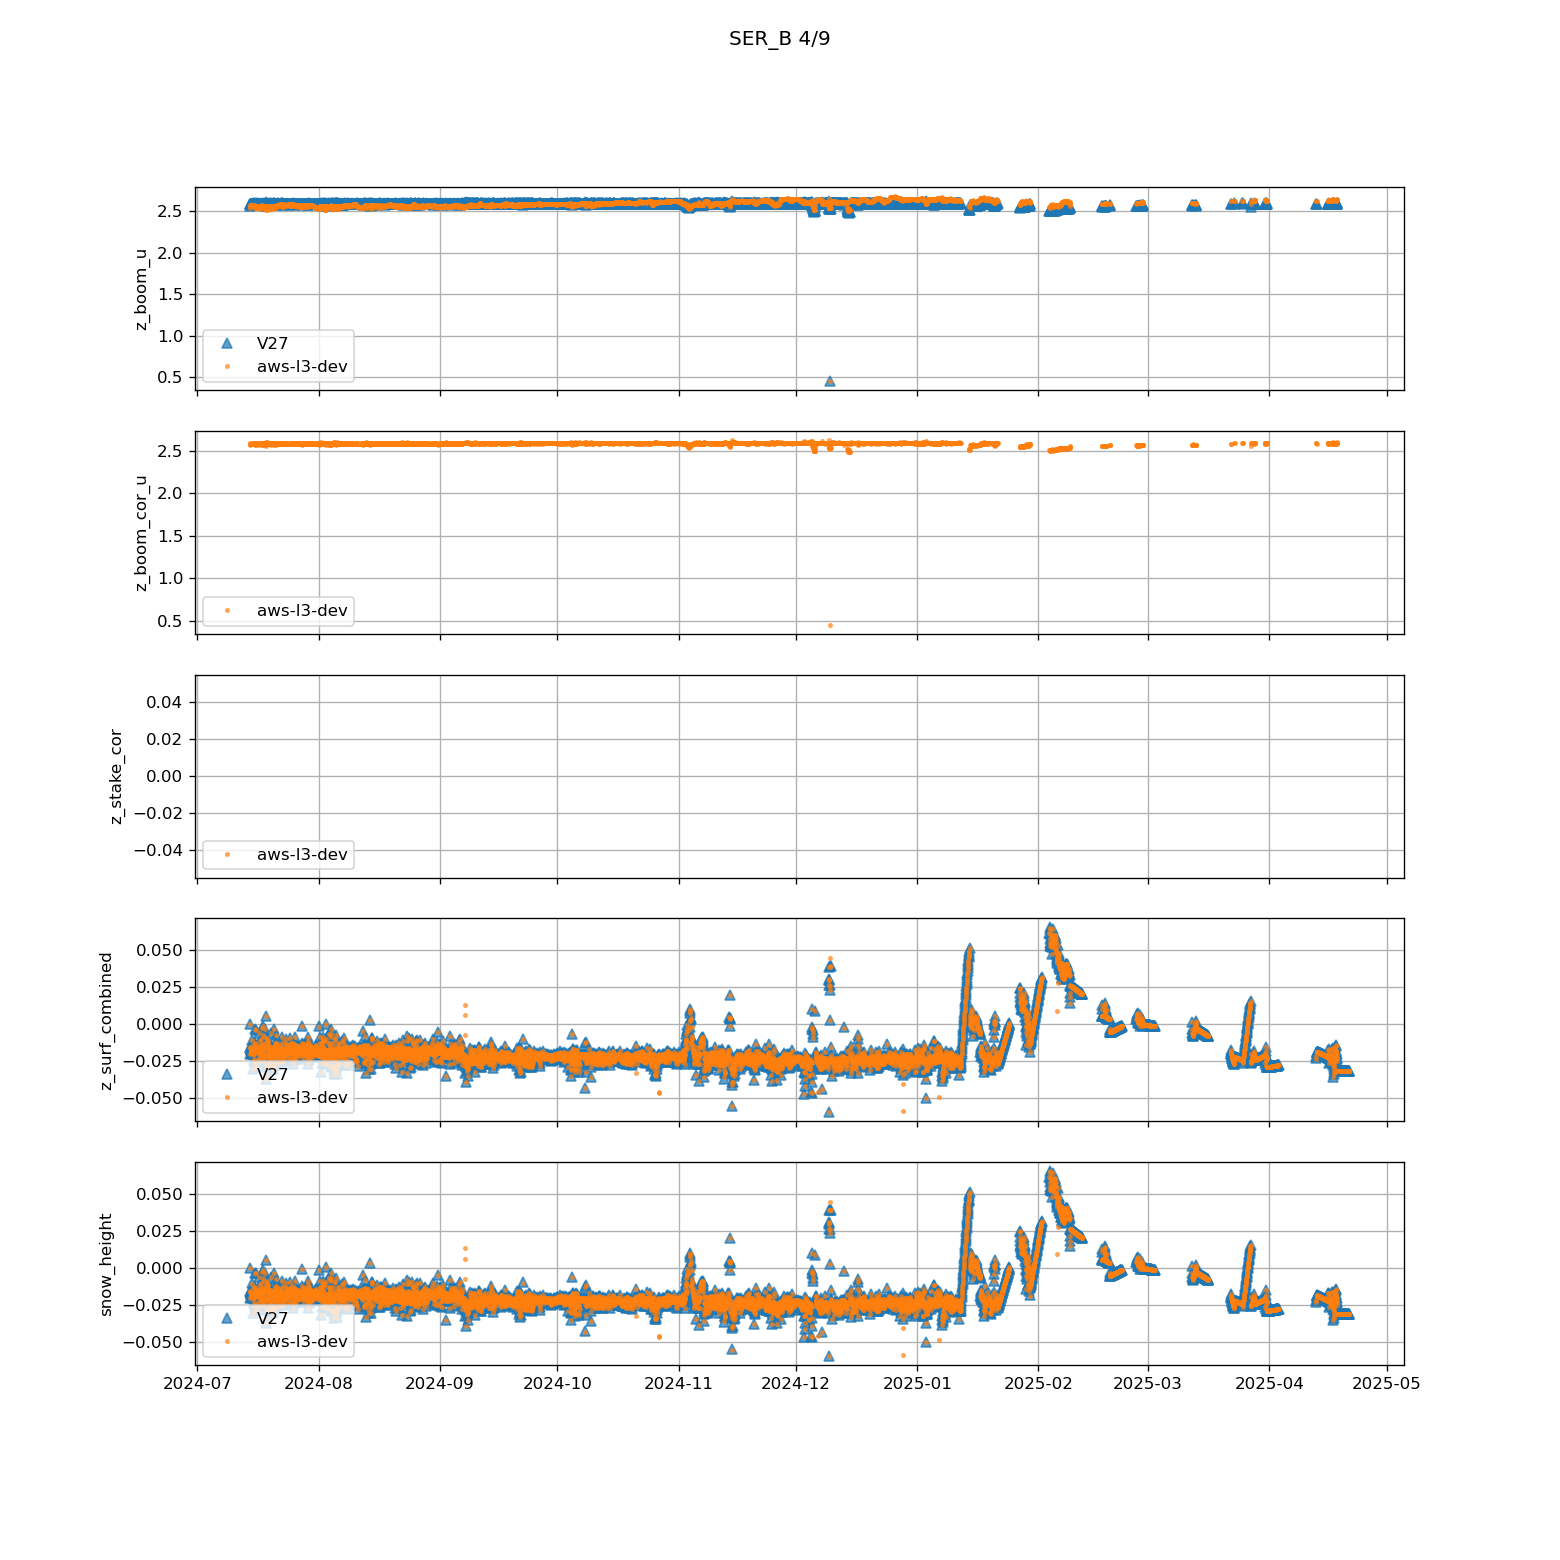 SER_B 4/9
z_boom_u
2.5
2.0
1.5
1.0
0.5
V27
aws-l3-dev
z_boom_cor_u
2.5
2.0
1.5
1.0
0.5
aws-l3-dev
z_stake_cor
0.04
0.02
0.00
−0.02
−0.04
aws-l3-dev
z_surf_combined
0.050
0.025
0.000
−0.025
−0.050
V27
aws-l3-dev
snow_height
0.050
0.025
0.000
−0.025
−0.050
V27
aws-l3-dev
2024-07 2024-08 2024-09 2024-10 2024-11 2024-12 2025-01 2025-02 2025-03 2025-04 2025-05